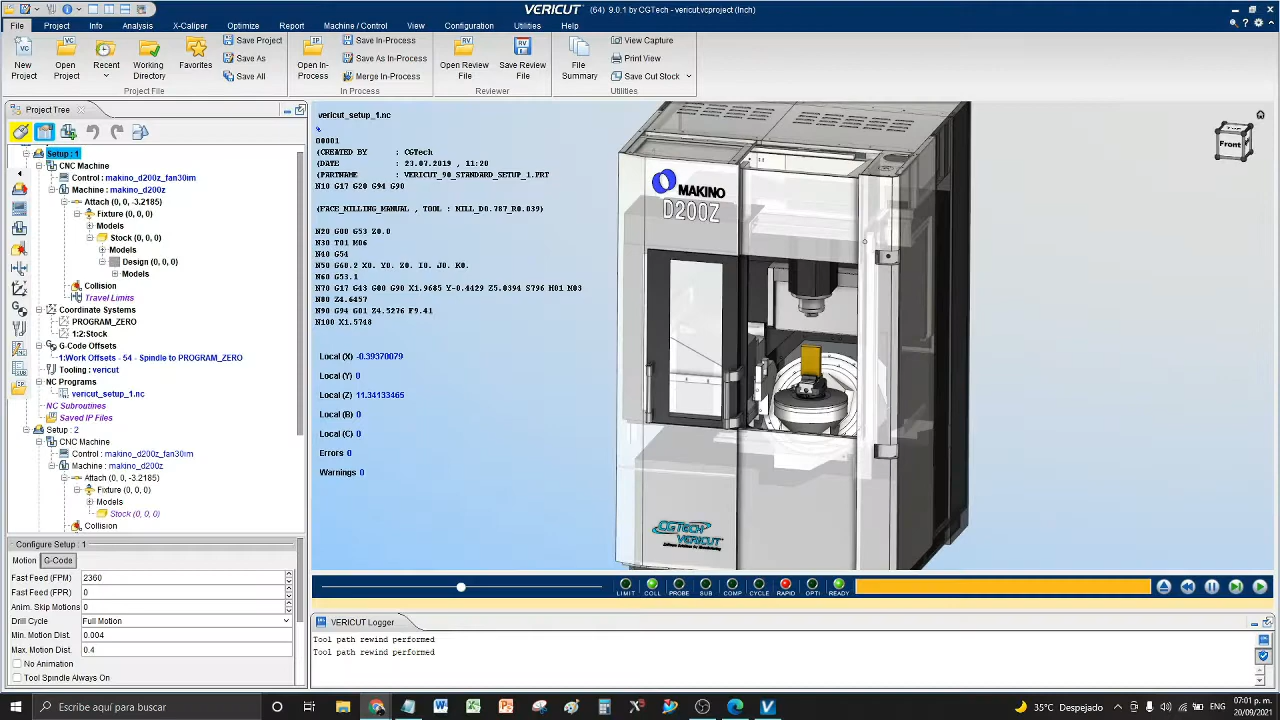 VERICUT (64) 9.0.1 by CGTech - vericut.vcproject (Inch)
File Project Info Analysis X-Caliper Optimize Report Machine / Control View Configuration Utilities Help
New Project
Open Project
Recent
Working Directory
Favorites
Save Project
Save As
Save All
Project File
Open In-Process
Save In-Process
Save As In-Process
Merge In-Process
In Process
Open Review File
Save Review File
Reviewer
File Summary
View Capture
Print View
Save Cut Stock
Utilities
Project Tree
Setup : 1
CNC Machine
Control : makino_d200z_fan30im
Machine : makino_d200z
Attach (0, 0, -3.2185)
Fixture (0, 0, 0)
Models
Stock (0, 0, 0)
Models
Design (0, 0, 0)
Models
Collision
Travel Limits
Coordinate Systems
PROGRAM_ZERO
1:2:Stock
G-Code Offsets
1:Work Offsets - 54 - Spindle to PROGRAM_ZERO
Tooling : vericut
NC Programs
vericut_setup_1.nc
NC Subroutines
Saved IP Files
Setup : 2
CNC Machine
Control : makino_d200z_fan30im
Machine : makino_d200z
Attach (0, 0, -3.2185)
Fixture (0, 0, 0)
Models
Stock (0, 0, 0)
Collision
Configure Setup : 1
Motion G-Code
Fast Feed (FPM) 2360
Fast Feed (FPR) 0
Anim. Skip Motions 0
Drill Cycle Full Motion
Min. Motion Dist. 0.004
Max. Motion Dist. 0.4
No Animation
Tool Spindle Always On
vericut_setup_1.nc
%
O0001
(CREATED BY : CGTech
(DATE : 23.07.2019 , 11:20
(PARTNAME : VERICUT_90_STANDARD_SETUP_1.PRT
N10 G17 G20 G94 G90
(FACE_MILLING_MANUAL , TOOL : MILL_D0.787_R0.039)
N20 G00 G53 Z0.0
N30 T01 M06
N40 G54
N50 G68.2 X0. Y0. Z0. I0. J0. K0.
N60 G53.1
N70 G17 G43 G00 G90 X1.9685 Y-0.4429 Z5.0394 S796 H01 M03
N80 Z4.6457
N90 G94 G01 Z4.5276 F9.41
N100 X1.5748
Local (X) -0.39370079
Local (Y) 0
Local (Z) 11.34133465
Local (B) 0
Local (C) 0
Errors 0
Warnings 0
MAKINO
D200Z
CGTECH
VERICUT
Front
LIMIT COLL PROBE SUB COMP CYCLE RAPID OPTI READY
VERICUT Logger
Tool path rewind performed
Tool path rewind performed
Escribe aquí para buscar
35°C Despejado
ENG
07:01 p. m.
20/09/2021